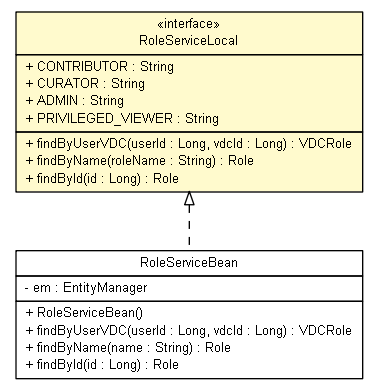 «interface»
RoleServiceLocal
+ CONTRIBUTOR : String
+ CURATOR : String
+ ADMIN : String
+ PRIVILEGED_VIEWER : String
+ findByUserVDC(userId : Long, vdcId : Long) : VDCRole
+ findByName(roleName : String) : Role
+ findById(id : Long) : Role
RoleServiceBean
- em : EntityManager
+ RoleServiceBean()
+ findByUserVDC(userId : Long, vdcId : Long) : VDCRole
+ findByName(name : String) : Role
+ findById(id : Long) : Role